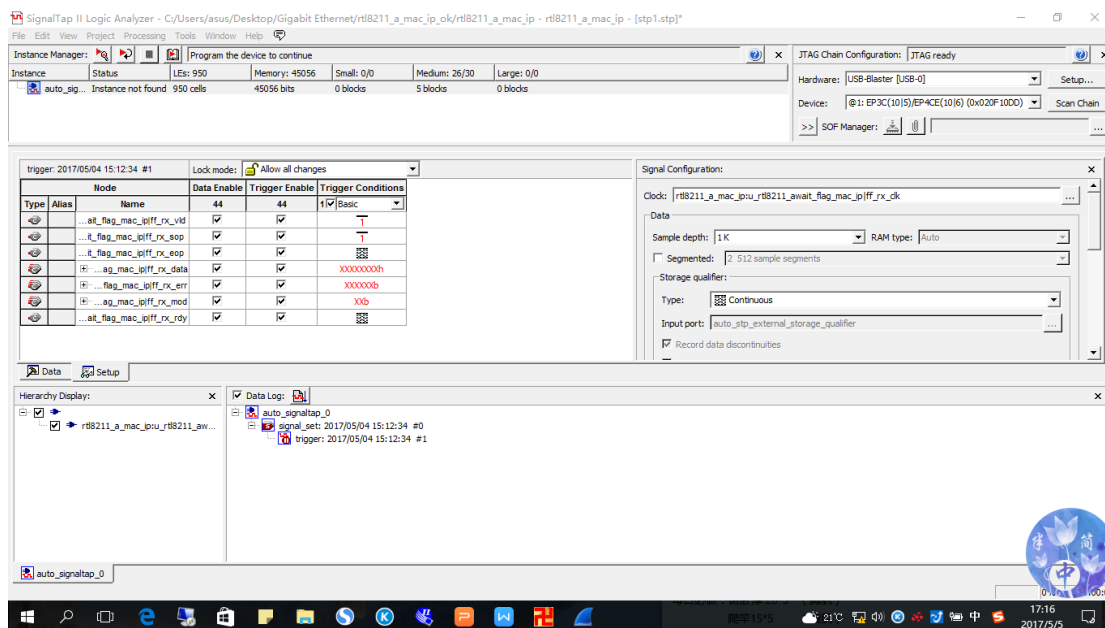 SignalTap II Logic Analyzer - C:/Users/asus/Desktop/Gigabit Ethernet/rtl8211_a_mac_ip_ok/rtl8211_a_mac_ip - rtl8211_a_mac_ip - [stp1.stp]*
File Edit View Project Processing Tools Window Help
Instance Manager: Program the device to continue
JTAG Chain Configuration: JTAG ready
Instance Status LEs: 950 Memory: 45056 Small: 0/0 Medium: 26/30 Large: 0/0
auto_sig... Instance not found 950 cells 45056 bits 0 blocks 5 blocks 0 blocks
Hardware: USB-Blaster [USB-0] Setup...
Device: @1: EP3C(10|5)/EP4CE(10|6) (0x020F10DD) Scan Chain
>> SOF Manager: ...
trigger: 2017/05/04 15:12:34 #1 Lock mode: Allow all changes
Node Data Enable Trigger Enable Trigger Conditions
Type Alias Name 44 44 1 Basic
...ait_flag_mac_ip|ff_rx_vld 1
...it_flag_mac_ip|ff_rx_sop 1
...it_flag_mac_ip|ff_rx_eop
...ag_mac_ip|ff_rx_data XXXXXXXXh
...flag_mac_ip|ff_rx_err XXXXXXb
...ag_mac_ip|ff_rx_mod XXb
...ait_flag_mac_ip|ff_rx_rdy
Signal Configuration:
Clock: rtl8211_a_mac_ip:u_rtl8211_await_flag_mac_ip|ff_rx_clk ...
Data
Sample depth: 1 K RAM type: Auto
Segmented: 2 512 sample segments
Storage qualifier:
Type: Continuous
Input port: auto_stp_external_storage_qualifier ...
Record data discontinuities
Data Setup
Hierarchy Display:
rtl8211_a_mac_ip:u_rtl8211_aw...
Data Log:
auto_signaltap_0
signal_set: 2017/05/04 15:12:34 #0
trigger: 2017/05/04 15:12:34 #1
auto_signaltap_0
简
中
21°C 中
17:16
2017/5/5